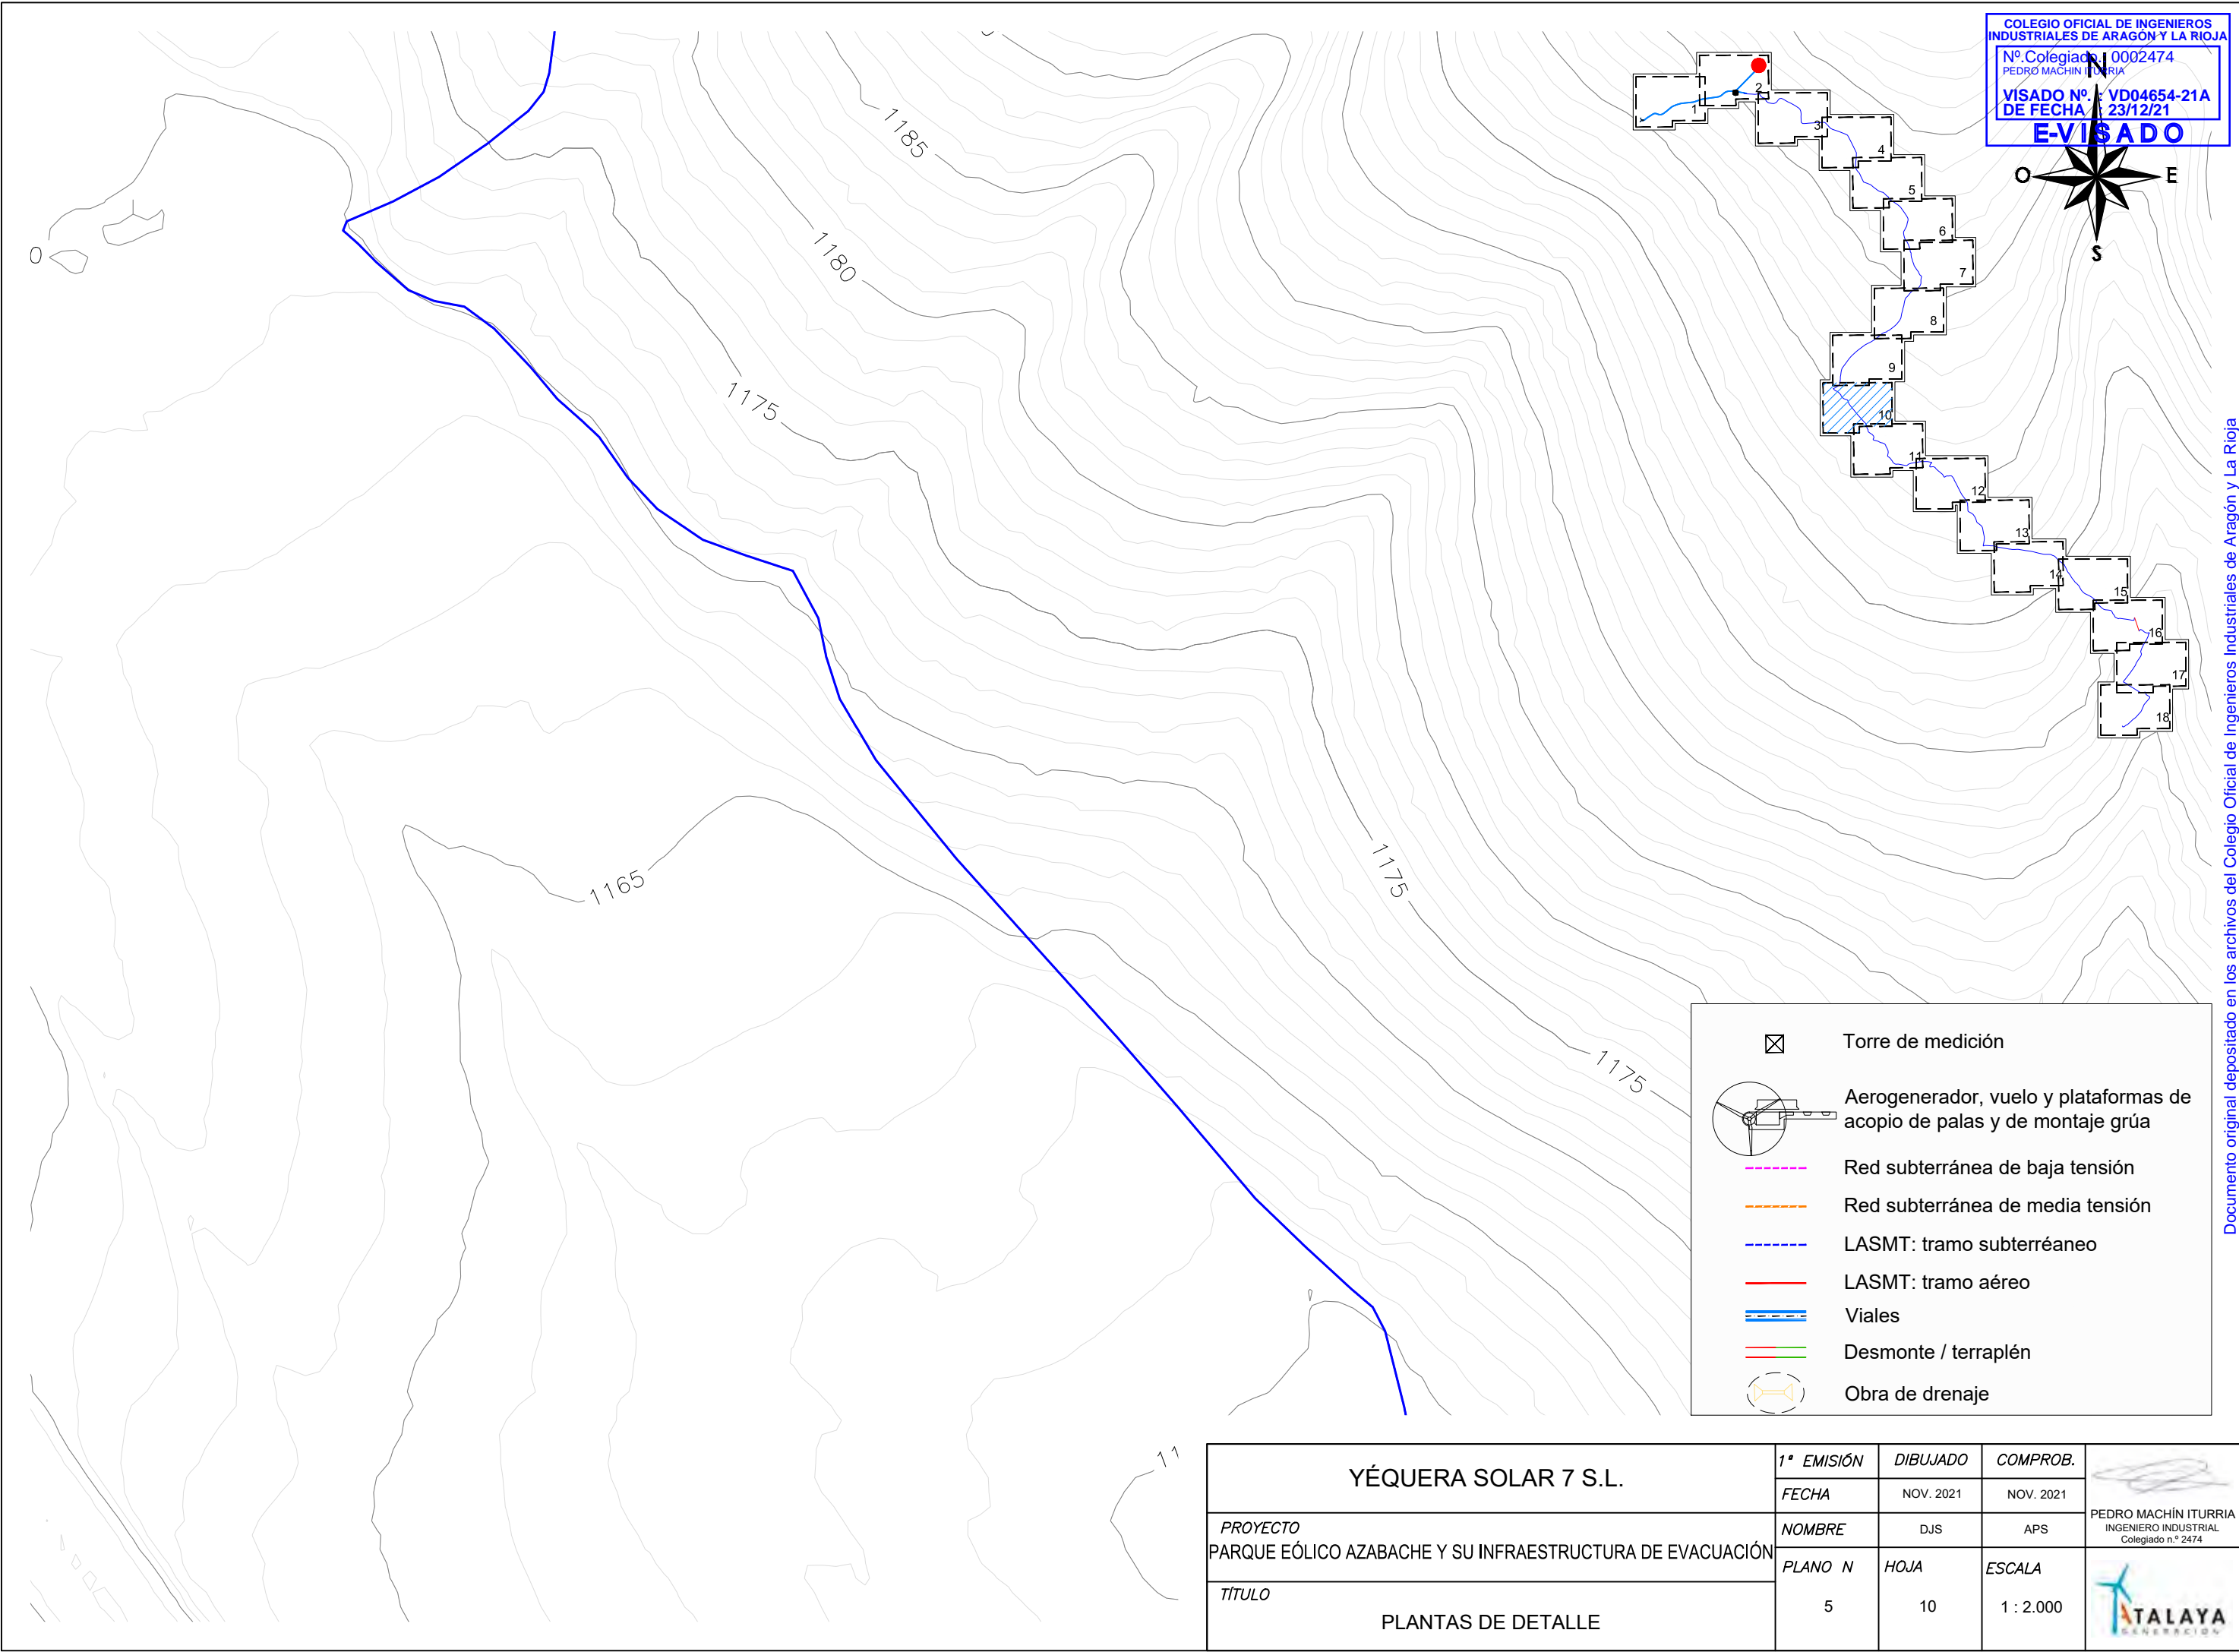 COLEGIO OFICIAL DE INGENIEROS
INDUSTRIALES DE ARAGÓN Y LA RIOJA
Nº.Colegiado.: 0002474
PEDRO MACHIN ITURRIA
VISADO Nº. : VD04654-21A
DE FECHA : 23/12/21
E-VISADO
N
O
E
S
1
2
3
4
5
6
7
8
9
10
11
12
13
14
15
16
17
18
0
1185
1180
1175
1165
1175
1175
11
Documento original depositado en los archivos del Colegio Oficial de Ingenieros Industriales de Aragón y La Rioja
Torre de medición
Aerogenerador, vuelo y plataformas de
acopio de palas y de montaje grúa
Red subterránea de baja tensión
Red subterránea de media tensión
LASMT: tramo subterréaneo
LASMT: tramo aéreo
Viales
Desmonte / terraplén
Obra de drenaje
YÉQUERA SOLAR 7 S.L.
PROYECTO
PARQUE EÓLICO AZABACHE Y SU INFRAESTRUCTURA DE EVACUACIÓN
TÍTULO
PLANTAS DE DETALLE
1ª EMISIÓN DIBUJADO COMPROB.
FECHA NOV. 2021 NOV. 2021
NOMBRE DJS APS
PLANO N HOJA ESCALA
5 10 1 : 2.000
PEDRO MACHÍN ITURRIA
INGENIERO INDUSTRIAL
Colegiado n.º 2474
ATALAYA
GENERACIÓN